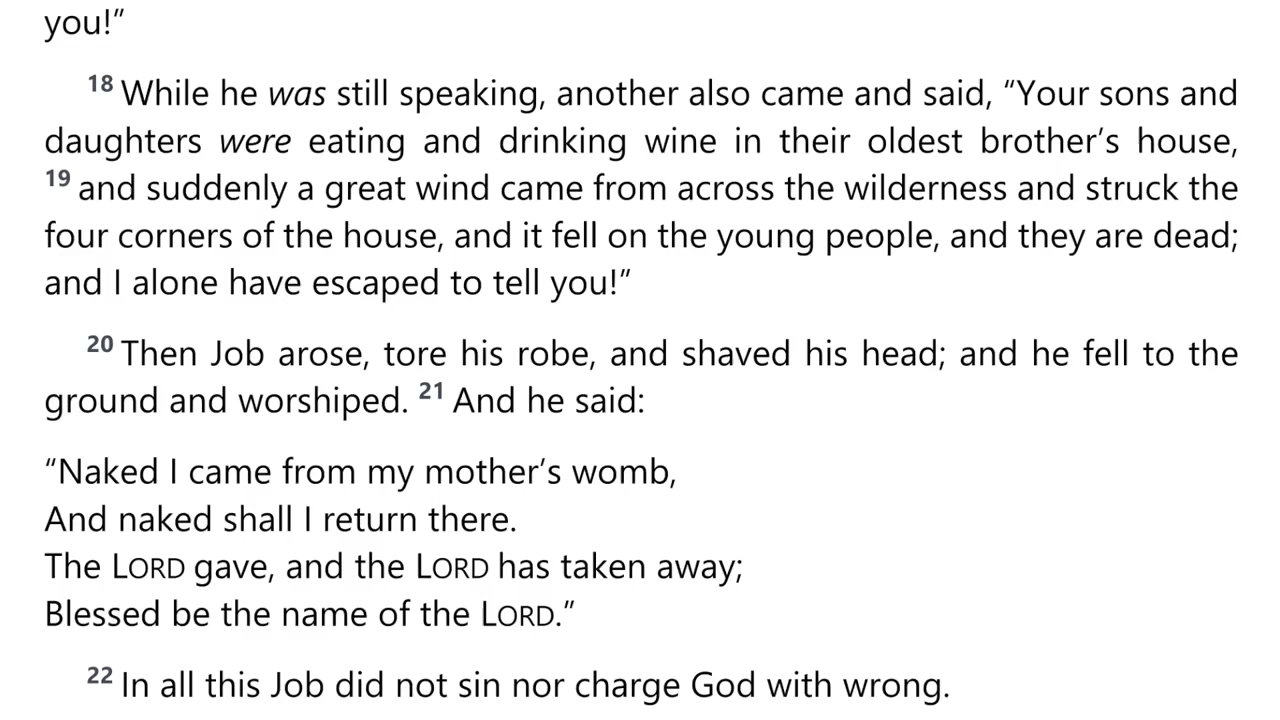 you!”
18 While he was still speaking, another also came and said, “Your sons and
daughters were eating and drinking wine in their oldest brother’s house,
19 and suddenly a great wind came from across the wilderness and struck the
four corners of the house, and it fell on the young people, and they are dead;
and I alone have escaped to tell you!”
20 Then Job arose, tore his robe, and shaved his head; and he fell to the
ground and worshiped. 21 And he said:
“Naked I came from my mother’s womb,
And naked shall I return there.
The LORD gave, and the LORD has taken away;
Blessed be the name of the LORD.”
22 In all this Job did not sin nor charge God with wrong.